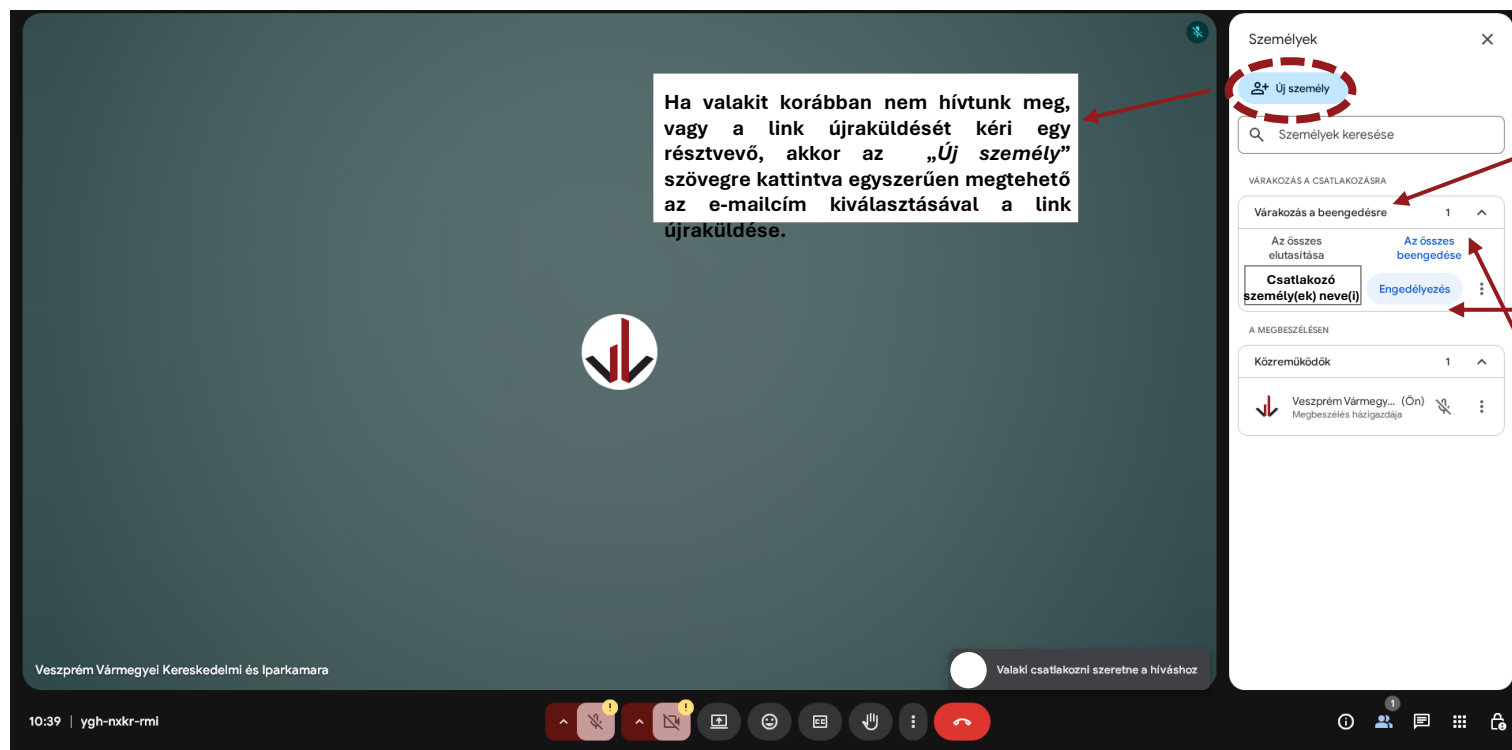 Személyek
Új személy
Személyek keresése
VÁRAKOZÁS A CSATLAKOZÁSRA
Várakozás a beengedésre 1
Az összes
elutasítása
Az összes
beengedése
Csatlakozó
személy(ek) neve(i)
Engedélyezés
A MEGBESZÉLÉSEN
Közreműködők 1
Veszprém Vármegy... (Ön)
Megbeszélés házigazdája
Ha valakit korábban nem hívtunk meg,
vagy a link újraküldését kéri egy
résztvevő, akkor az „Új személy”
szövegre kattintva egyszerűen megtehető
az e-mailcím kiválasztásával a link
újraküldése.
Veszprém Vármegyei Kereskedelmi és Iparkamara
Valaki csatlakozni szeretne a híváshoz
10:39 | ygh-nxkr-rmi
!
!
CC
1